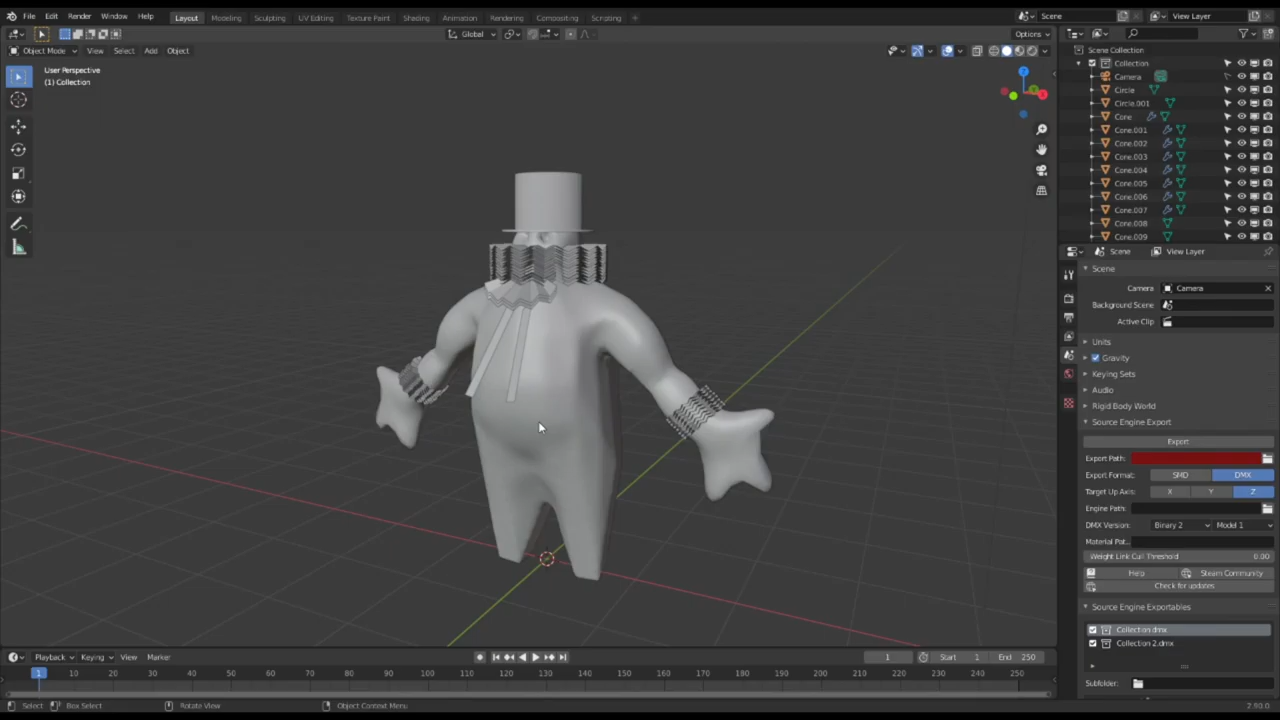 File Edit Render Window Help Layout Modeling Sculpting UV Editing Texture Paint Shading Animation Rendering Compositing Scripting + Scene View Layer
Global Options
Object Mode View Select Add Object
User Perspective
(1) Collection
Scene Collection
Collection
Camera
Circle
Circle.001
Cone
Cone.001
Cone.002
Cone.003
Cone.004
Cone.005
Cone.006
Cone.007
Cone.008
Cone.009
Scene View Layer
Scene
Camera Camera
Background Scene
Active Clip
Units
Gravity
Keying Sets
Audio
Rigid Body World
Source Engine Export
Export
Export Path:
Export Format: SMD DMX
Target Up Axis: X Y Z
Engine Path:
DMX Version: Binary 2 Model 1
Material Pat..
Weight Link Cull Threshold 0.00
Help Steam Community
Check for updates
Source Engine Exportables
Collection.dmx
Collection 2.dmx
Subfolder:
Playback Keying View Marker 1 Start 1 End 250
1 10 20 30 40 50 60 70 80 90 100 110 120 130 140 150 160 170 180 190 200 210 220 230 240 250
Select Box Select Rotate View Object Context Menu 2.90.0